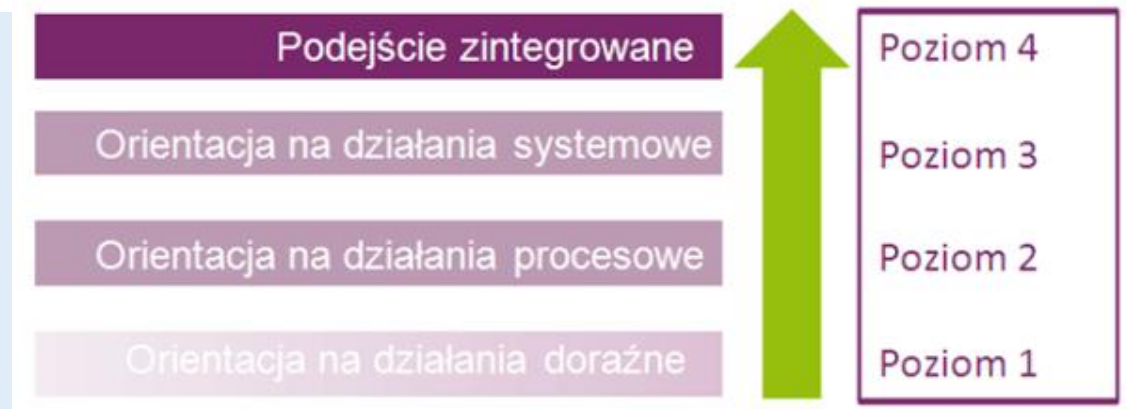 Podejście zintegrowane
Poziom 4
Orientacja na działania systemowe
Poziom 3
Orientacja na działania procesowe
Poziom 2
Orientacja na działania doraźne
Poziom 1